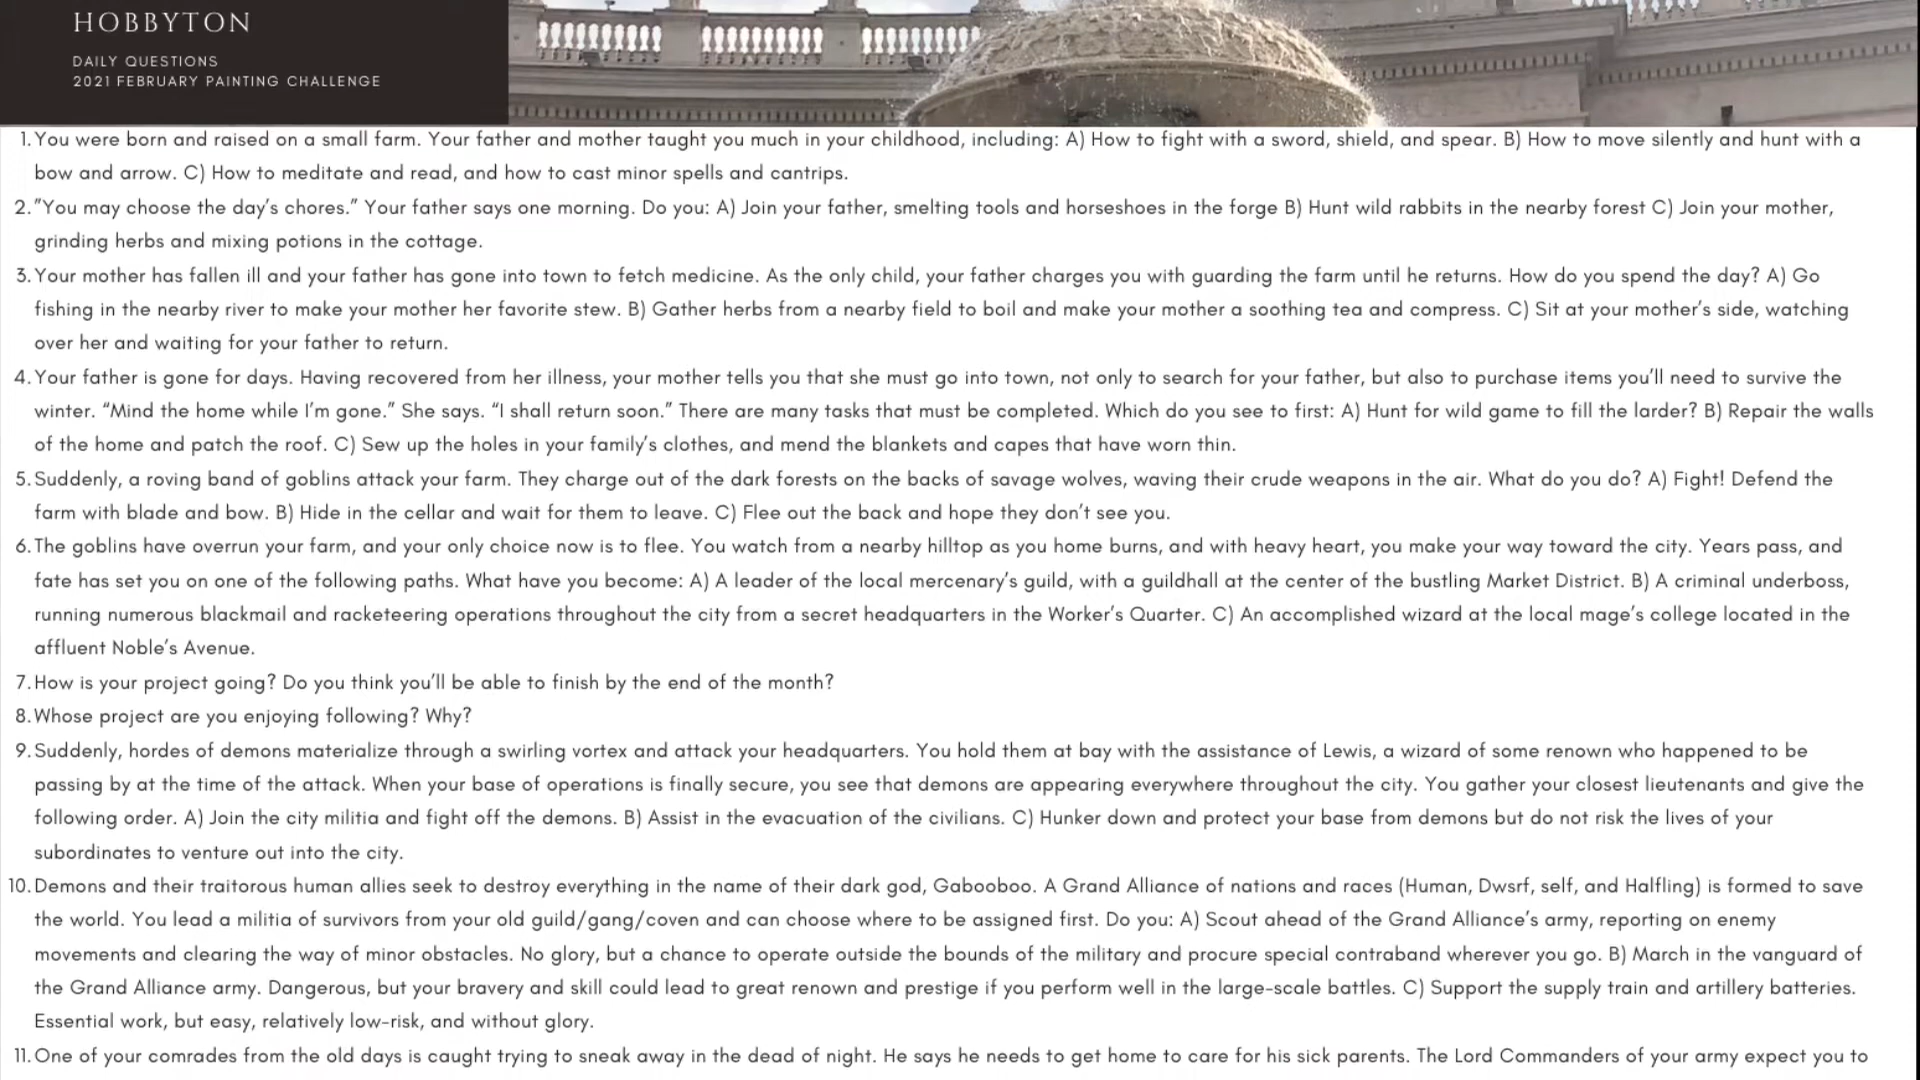 HOBBYTON
DAILY QUESTIONS
2021 FEBRUARY PAINTING CHALLENGE
1. You were born and raised on a small farm. Your father and mother taught you much in your childhood, including: A) How to fight with a sword, shield, and spear. B) How to move silently and hunt with a
bow and arrow. C) How to meditate and read, and how to cast minor spells and cantrips.
2. "You may choose the day's chores." Your father says one morning. Do you: A) Join your father, smelting tools and horseshoes in the forge B) Hunt wild rabbits in the nearby forest C) Join your mother,
grinding herbs and mixing potions in the cottage.
3. Your mother has fallen ill and your father has gone into town to fetch medicine. As the only child, your father charges you with guarding the farm until he returns. How do you spend the day? A) Go
fishing in the nearby river to make your mother her favorite stew. B) Gather herbs from a nearby field to boil and make your mother a soothing tea and compress. C) Sit at your mother's side, watching
over her and waiting for your father to return.
4. Your father is gone for days. Having recovered from her illness, your mother tells you that she must go into town, not only to search for your father, but also to purchase items you'll need to survive the
winter. "Mind the home while I'm gone." She says. "I shall return soon." There are many tasks that must be completed. Which do you see to first: A) Hunt for wild game to fill the larder? B) Repair the walls
of the home and patch the roof. C) Sew up the holes in your family's clothes, and mend the blankets and capes that have worn thin.
5. Suddenly, a roving band of goblins attack your farm. They charge out of the dark forests on the backs of savage wolves, waving their crude weapons in the air. What do you do? A) Fight! Defend the
farm with blade and bow. B) Hide in the cellar and wait for them to leave. C) Flee out the back and hope they don't see you.
6. The goblins have overrun your farm, and your only choice now is to flee. You watch from a nearby hilltop as you home burns, and with heavy heart, you make your way toward the city. Years pass, and
fate has set you on one of the following paths. What have you become: A) A leader of the local mercenary's guild, with a guildhall at the center of the bustling Market District. B) A criminal underboss,
running numerous blackmail and racketeering operations throughout the city from a secret headquarters in the Worker's Quarter. C) An accomplished wizard at the local mage's college located in the
affluent Noble's Avenue.
7. How is your project going? Do you think you'll be able to finish by the end of the month?
8. Whose project are you enjoying following? Why?
9. Suddenly, hordes of demons materialize through a swirling vortex and attack your headquarters. You hold them at bay with the assistance of Lewis, a wizard of some renown who happened to be
passing by at the time of the attack. When your base of operations is finally secure, you see that demons are appearing everywhere throughout the city. You gather your closest lieutenants and give the
following order. A) Join the city militia and fight off the demons. B) Assist in the evacuation of the civilians. C) Hunker down and protect your base from demons but do not risk the lives of your
subordinates to venture out into the city.
10. Demons and their traitorous human allies seek to destroy everything in the name of their dark god, Gabooboo. A Grand Alliance of nations and races (Human, Dwsrf, self, and Halfling) is formed to save
the world. You lead a militia of survivors from your old guild/gang/coven and can choose where to be assigned first. Do you: A) Scout ahead of the Grand Alliance's army, reporting on enemy
movements and clearing the way of minor obstacles. No glory, but a chance to operate outside the bounds of the military and procure special contraband wherever you go. B) March in the vanguard of
the Grand Alliance army. Dangerous, but your bravery and skill could lead to great renown and prestige if you perform well in the large-scale battles. C) Support the supply train and artillery batteries.
Essential work, but easy, relatively low-risk, and without glory.
11. One of your comrades from the old days is caught trying to sneak away in the dead of night. He says he needs to get home to care for his sick parents. The Lord Commanders of your army expect you to